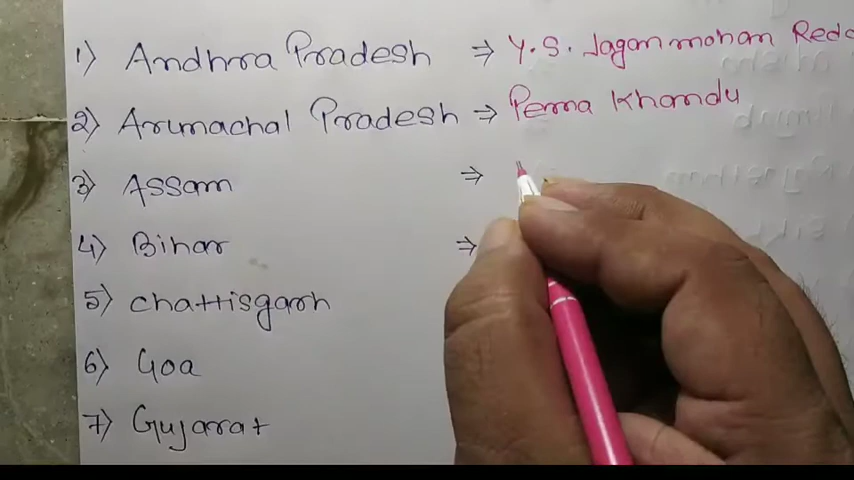 1) Andhra Pradesh ⇒ Y.S. Jaganmohan Redd
2) Arunachal Pradesh ⇒ Pema Khandu
3) Assam ⇒
4) Bihar ⇒
5) Chattisgarh
6) Goa
7) Gujarat